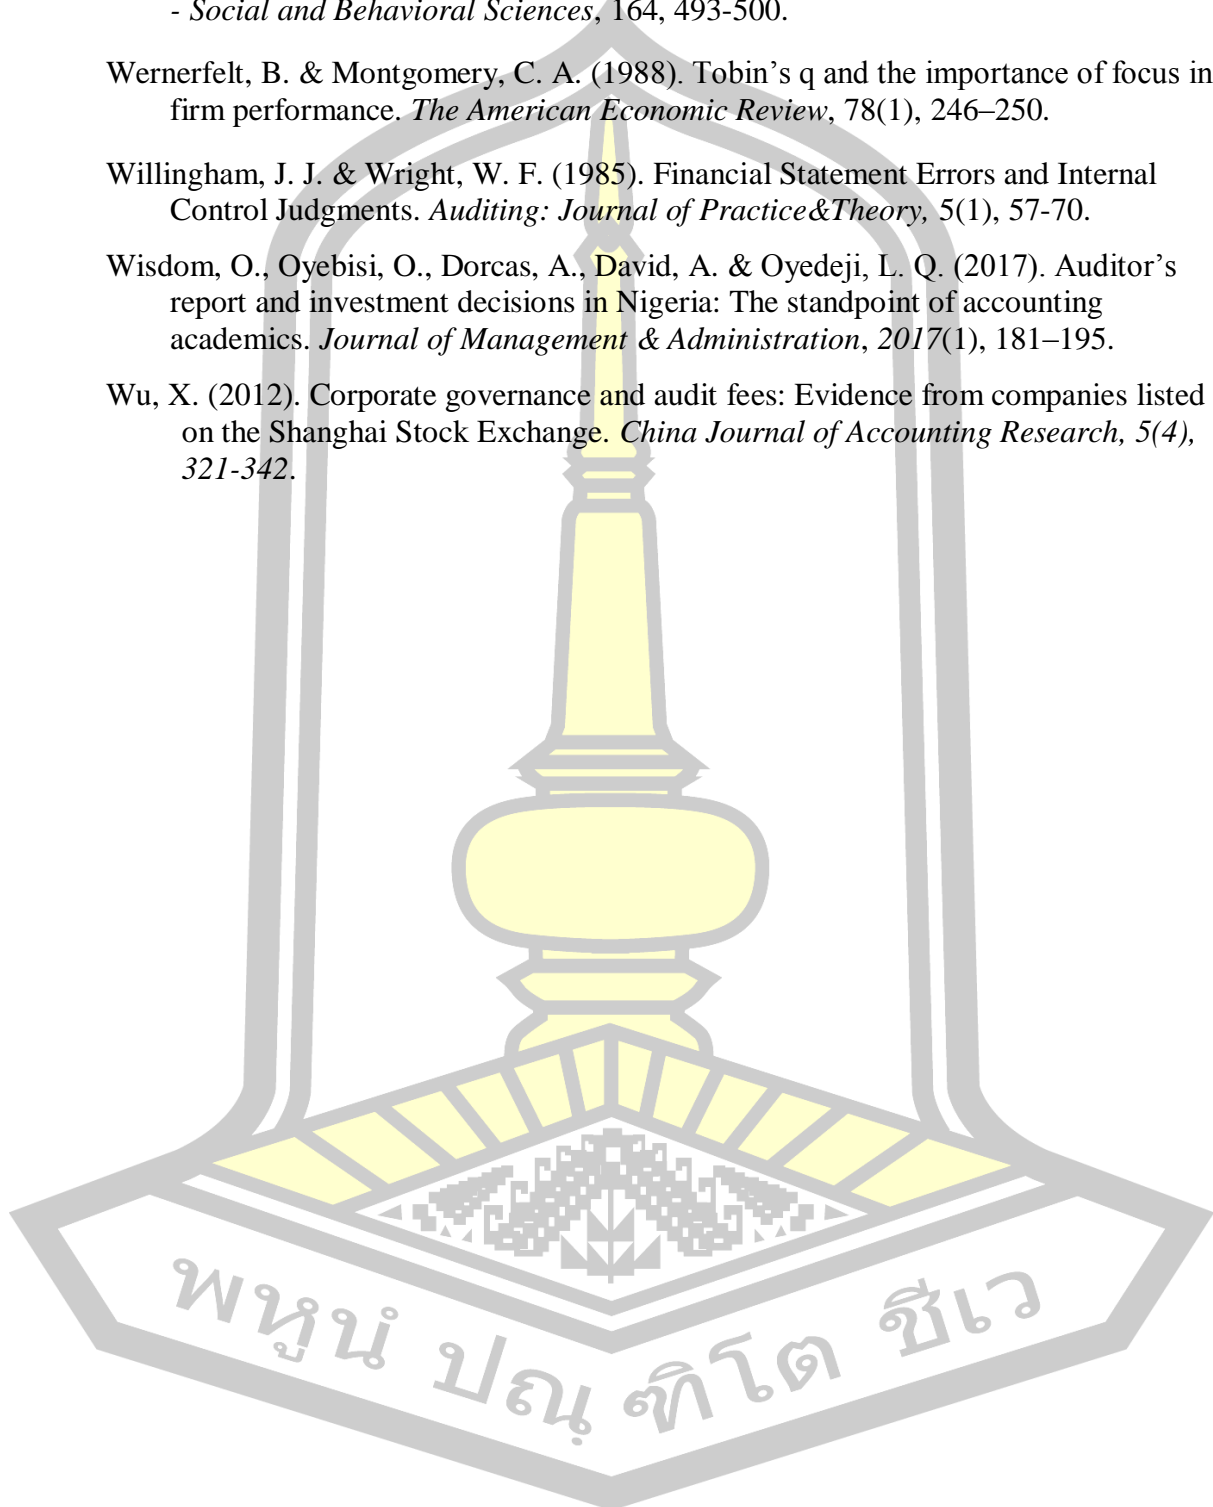 - Social and Behavioral Sciences, 164, 493-500.
Wernerfelt, B. & Montgomery, C. A. (1988). Tobin’s q and the importance of focus in
firm performance. The American Economic Review, 78(1), 246–250.
Willingham, J. J. & Wright, W. F. (1985). Financial Statement Errors and Internal
Control Judgments. Auditing: Journal of Practice&Theory, 5(1), 57-70.
Wisdom, O., Oyebisi, O., Dorcas, A., David, A. & Oyedeji, L. Q. (2017). Auditor’s
report and investment decisions in Nigeria: The standpoint of accounting
academics. Journal of Management & Administration, 2017(1), 181–195.
Wu, X. (2012). Corporate governance and audit fees: Evidence from companies listed
on the Shanghai Stock Exchange. China Journal of Accounting Research, 5(4),
321-342.
พหูนํ ปณฺฑิโต ชีเว